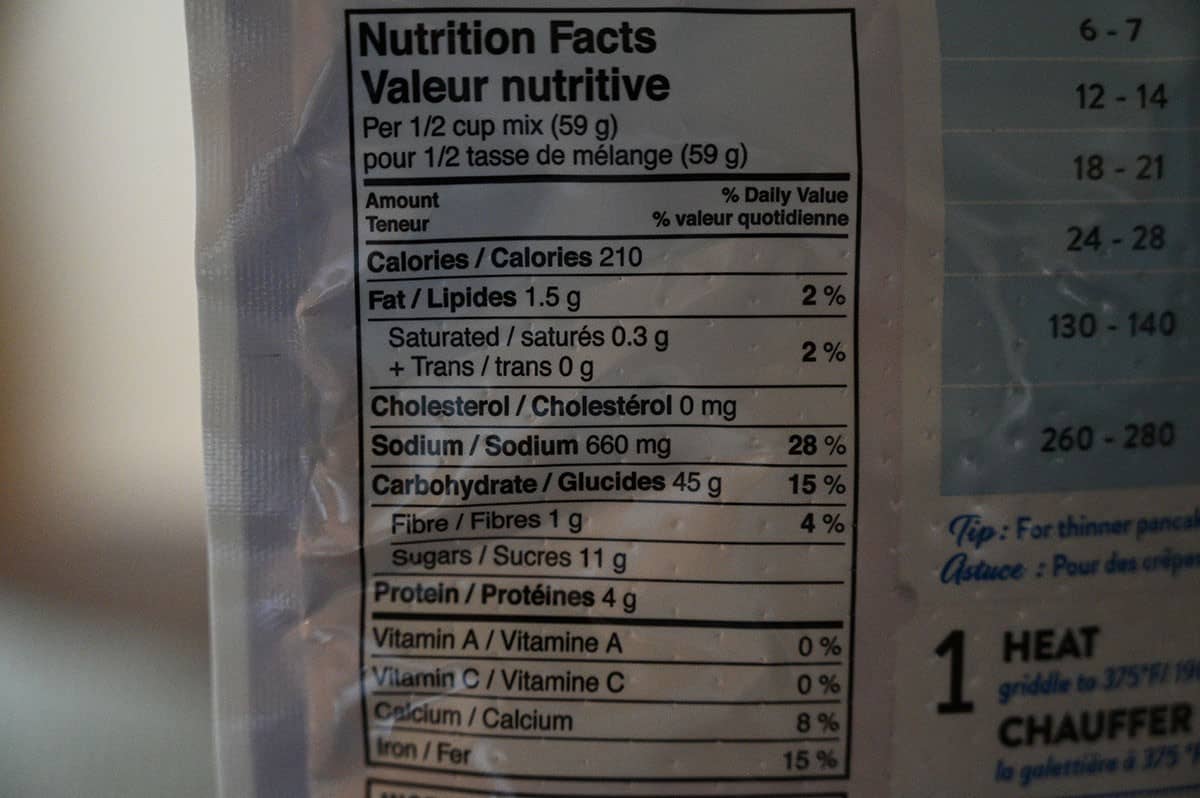 Nutrition Facts
Valeur nutritive
Per 1/2 cup mix (59 g)
pour 1/2 tasse de mélange (59 g)
Amount % Daily Value
Teneur % valeur quotidienne
Calories / Calories 210
Fat / Lipides 1.5 g 2 %
Saturated / saturés 0.3 g
+ Trans / trans 0 g 2 %
Cholesterol / Cholestérol 0 mg
Sodium / Sodium 660 mg 28 %
Carbohydrate / Glucides 45 g 15 %
Fibre / Fibres 1 g 4 %
Sugars / Sucres 11 g
Protein / Protéines 4 g
Vitamin A / Vitamine A 0 %
Vitamin C / Vitamine C 0 %
Calcium / Calcium 8 %
Iron / Fer 15 %
6 - 7
12 - 14
18 - 21
24 - 28
130 - 140
260 - 280
Tip: For thinner
Astuce : Pour des
1 HEAT
griddle to 375°F/
CHAUFFER
la galettière à 375